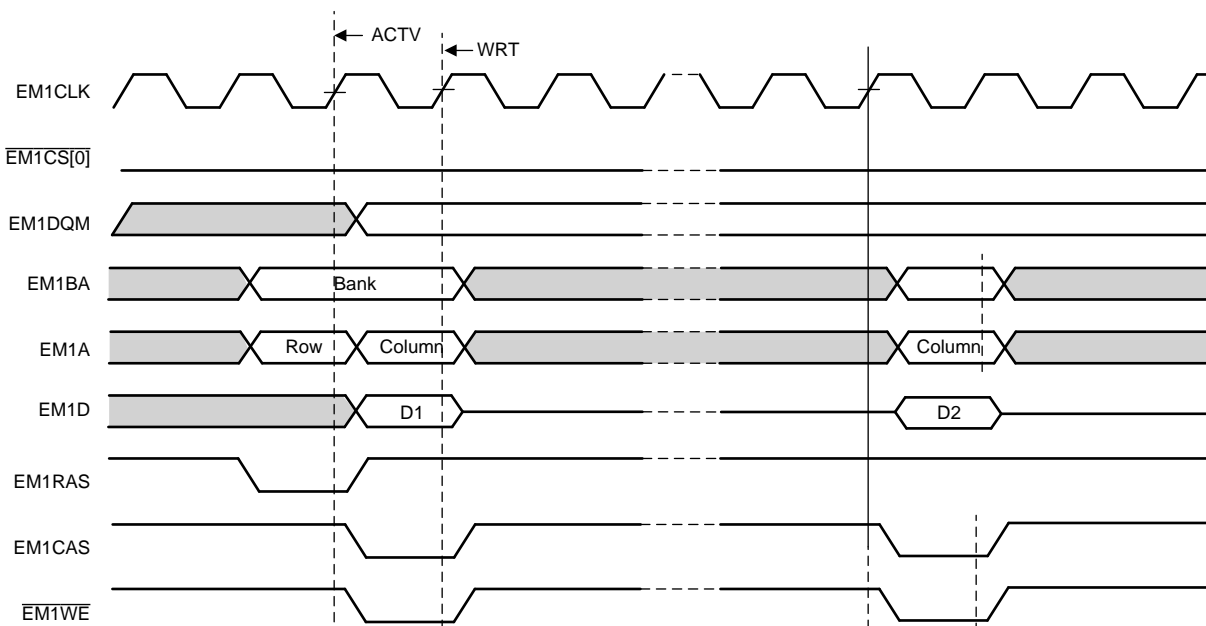 ACTV
WRT
EM1CLK
EM1CS[0]
EM1DQM
EM1BA
Bank
EM1A
Row
Column
Column
EM1D
D1
D2
EM1RAS
EM1CAS
EM1WE